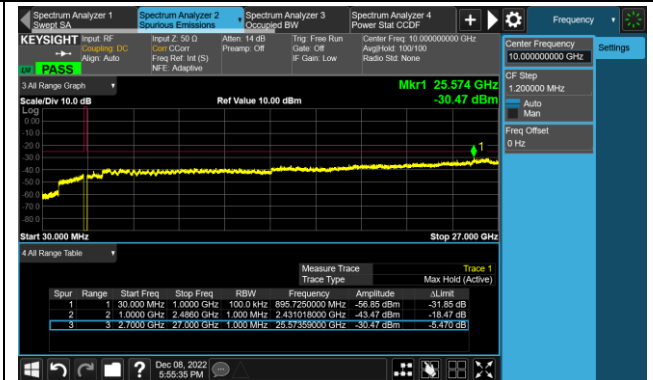 Spectrum Analyzer 1
Swept SA
Spectrum Analyzer 2
Spurious Emissions
Spectrum Analyzer 3
Occupied BW
Spectrum Analyzer 4
Power Stat CCDF
Frequency
KEYSIGHT
Input: RF
Coupling: DC
Align: Auto
Input Z: 50 Ω
Corr CCorr
Freq Ref: Int (S)
NFE: Adaptive
Atten: 14 dB
Preamp: Off
Trig: Free Run
Gate: Off
IF Gain: Low
Center Freq: 10.000000000 GHz
Avg|Hold: 100/100
Radio Std: None
PASS
Center Frequency
10.000000000 GHz
Settings
CF Step
1.200000 MHz
Auto
Man
Freq Offset
0 Hz
3 All Range Graph
Mkr1 25.574 GHz
Scale/Div 10.0 dB
Ref Value 10.00 dBm
-30.47 dBm
Log
0.00
-10.0
-20.0
-30.0
-40.0
-50.0
-60.0
-70.0
-80.0
1
Start 30.000 MHz
Stop 27.000 GHz
4 All Range Table
Measure Trace Trace 1
Trace Type Max Hold (Active)
Spur Range Start Freq Stop Freq RBW Frequency Amplitude ΔLimit
1 1 30.000 MHz 1.0000 GHz 100.0 kHz 895.7250000 MHz -56.85 dBm -31.85 dB
2 2 1.0000 GHz 2.4860 GHz 1.000 MHz 2.431018000 GHz -43.47 dBm -18.47 dB
3 3 2.7000 GHz 27.000 GHz 1.000 MHz 25.57359000 GHz -30.47 dBm -5.470 dB
Dec 08, 2022
5:55:35 PM